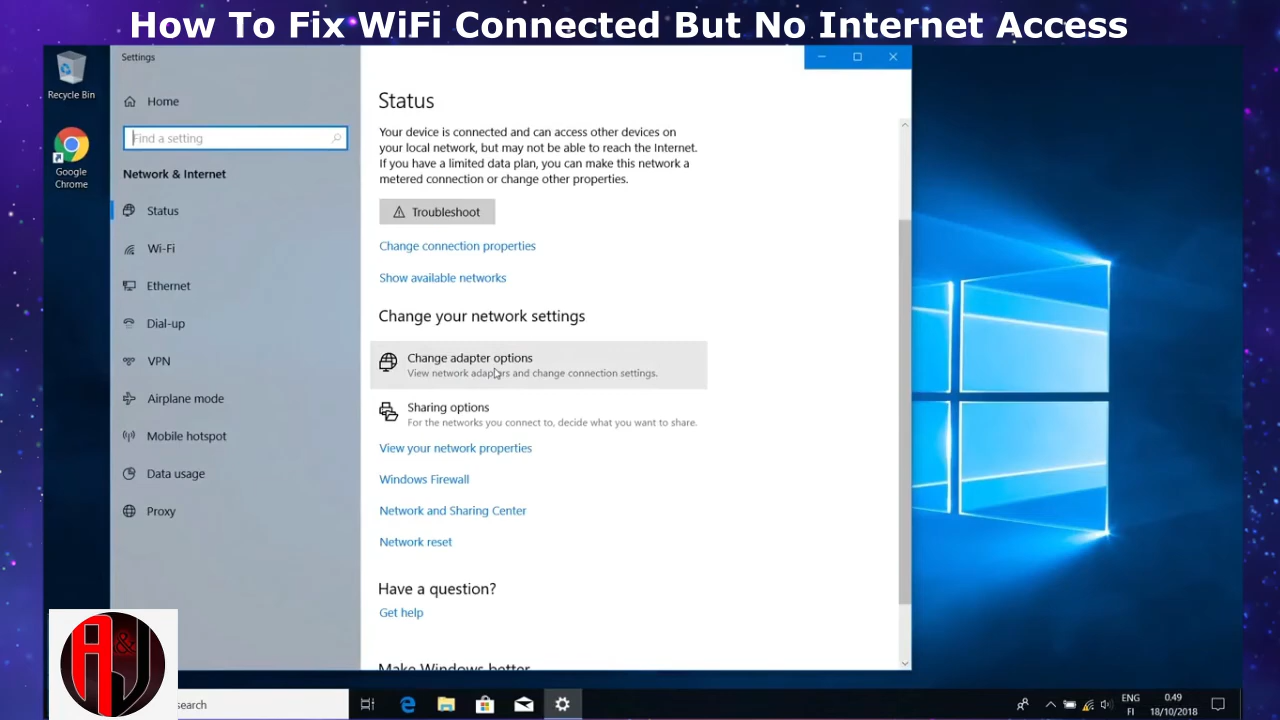 How To Fix WiFi Connected But No Internet Access
Settings
Recycle Bin
Google
Chrome
Home
Find a setting
Network & Internet
Status
Wi-Fi
Ethernet
Dial-up
VPN
Airplane mode
Mobile hotspot
Data usage
Proxy
Status
Your device is connected and can access other devices on
your local network, but may not be able to reach the Internet.
If you have a limited data plan, you can make this network a
metered connection or change other properties.
Troubleshoot
Change connection properties
Show available networks
Change your network settings
Change adapter options
View network adapters and change connection settings.
Sharing options
For the networks you connect to, decide what you want to share.
View your network properties
Windows Firewall
Network and Sharing Center
Network reset
Have a question?
Get help
Make Windows better
A&J
search
ENG
FI
0.49
18/10/2018